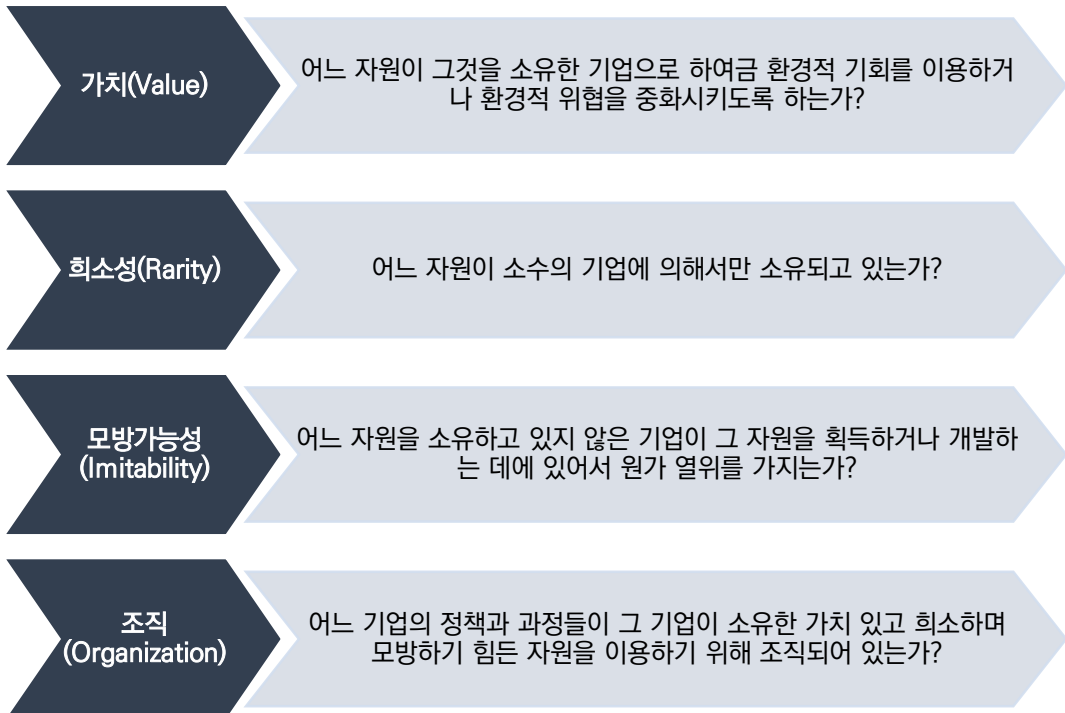 가치(Value)
어느 자원이 그것을 소유한 기업으로 하여금 환경적 기회를 이용하거
나 환경적 위협을 중화시키도록 하는가?
희소성(Rarity)
어느 자원이 소수의 기업에 의해서만 소유되고 있는가?
모방가능성
(Imitability)
어느 자원을 소유하고 있지 않은 기업이 그 자원을 획득하거나 개발하
는 데에 있어서 원가 열위를 가지는가?
조직
(Organization)
어느 기업의 정책과 과정들이 그 기업이 소유한 가치 있고 희소하며
모방하기 힘든 자원을 이용하기 위해 조직되어 있는가?